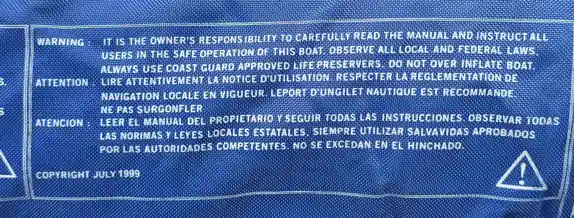 WARNING : IT IS THE OWNER'S RESPONSIBILITY TO CAREFULLY READ THE MANUAL AND INSTRUCT ALL
USERS IN THE SAFE OPERATION OF THIS BOAT. OBSERVE ALL LOCAL AND FEDERAL LAWS.
ALWAYS USE COAST GUARD APPROVED LIFE PRESERVERS. DO NOT OVER INFLATE BOAT.
S. ATTENTION : LIRE ATTENTIVEMENT LA NOTICE D'UTILISATION. RESPECTER LA REGLEMENTATION DE
NAVIGATION LOCALE EN VIGUEUR. LEPORT D'UNGILET NAUTIQUE EST RECOMMANDE.
S NE PAS SURGONFLER
ATENCION : LEER EL MANUAL DEL PROPIETARIO Y SEGUIR TODAS LAS INSTRUCCIONES. OBSERVAR TODAS
LAS NORMAS Y LEYES LOCALES ESTATALES. SIEMPRE UTILIZAR SALVAVIDAS APROBADOS
POR LAS AUTORIDADES COMPETENTES. NO SE EXCEDAN EN EL HINCHADO.
COPYRIGHT JULY 1999